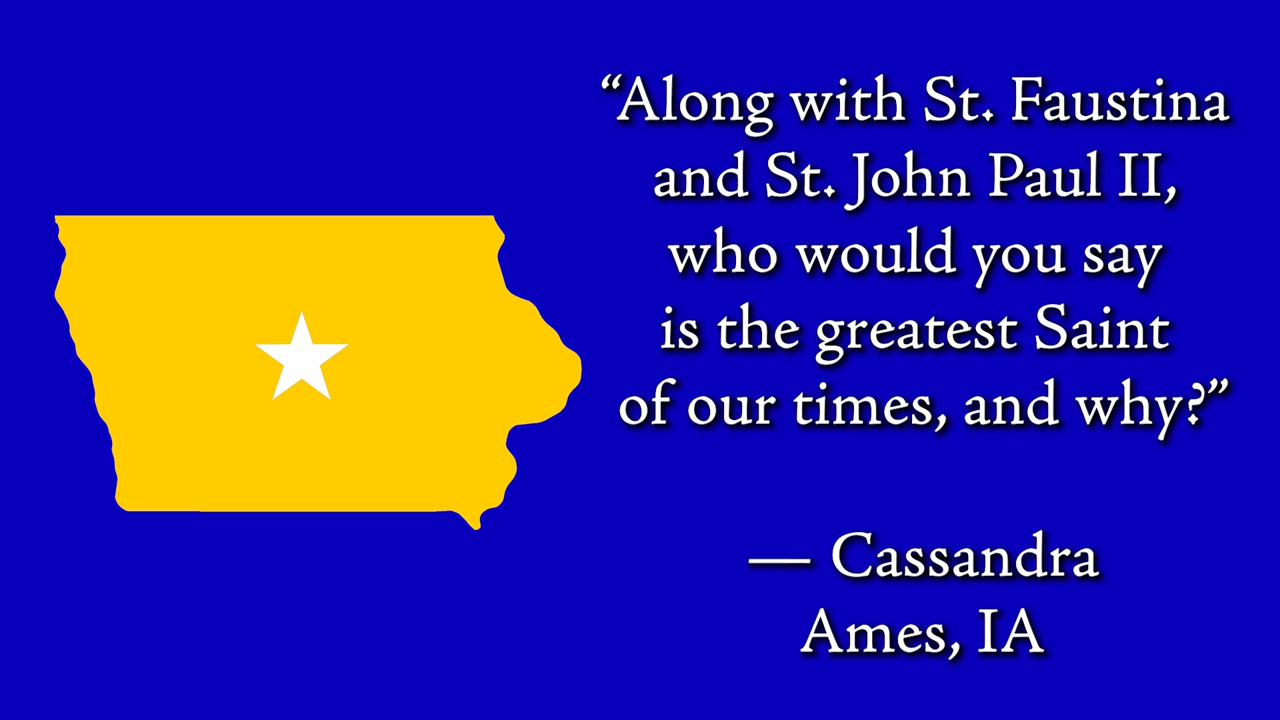 “Along with St. Faustina
and St. John Paul II,
who would you say
is the greatest Saint
of our times, and why?”
— Cassandra
Ames, IA